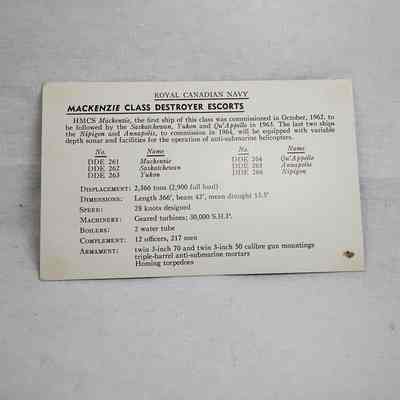 ROYAL CANADIAN NAVY
MACKENZIE CLASS DESTROYER ESCORTS
HMCS Mackenzie, the first ship of this class was commissioned in October, 1962, to
be followed by the Saskatchewan, Yukon and Qu'Appelle in 1963. The last two ships
the Nipigon and Annapolis, to commission in 1964, will be equipped with variable
depth sonar and facilities for the operation of anti-submarine helicopters.
No. Name No. Name
DDE 261 Mackenzie DDE 264 Qu'Appelle
DDE 262 Saskatchewan DDE 265 Annapolis
DDE 263 Yukon DDE 266 Nipigon
DISPLACEMENT: 2,366 tons (2,900 full load)
DIMENSIONS: Length 366', beam 42', mean draught 13.5'
SPEED: 28 knots designed
MACHINERY: Geared turbines; 30,000 S.H.P.
BOILERS: 2 water tube
COMPLEMENT: 12 officers, 217 men
ARMAMENT: twin 3-inch 70 and twin 3-inch 50 calibre gun mountings
triple-barrel anti-submarine mortars
Homing torpedoes